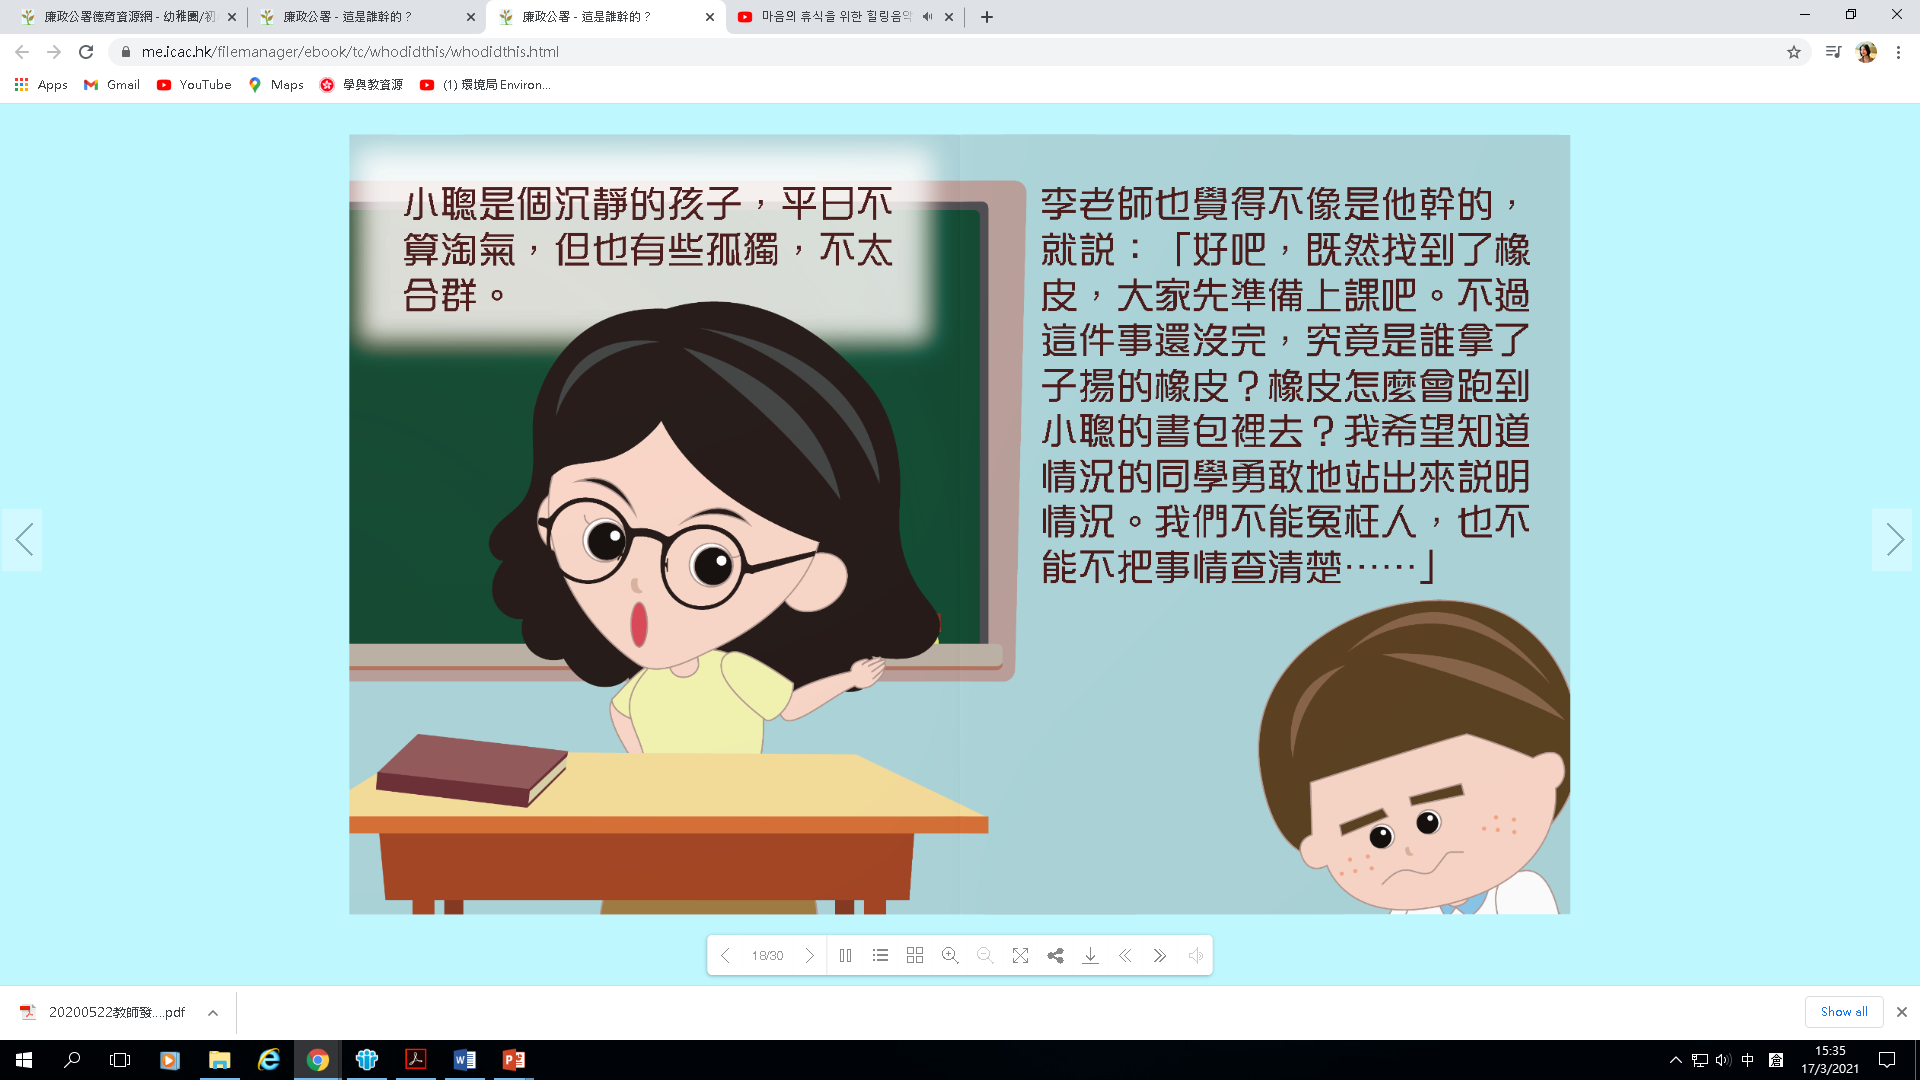 廉政公署德育資源網 - 幼稚園/初
廉政公署 - 這是誰幹的？
廉政公署 - 這是誰幹的？
마음의 휴식을 위한 힐링음악
me.icac.hk/filemanager/ebook/tc/whodidthis/whodidthis.html
Apps
Gmail
YouTube
Maps
學與教資源
(1) 環境局 Environ...
小聰是個沉靜的孩子，平日不
算淘氣，但也有些孤獨，不太
合群。
李老師也覺得不像是他幹的，
就説：「好吧，既然找到了橡
皮，大家先準備上課吧。不過
這件事還沒完，究竟是誰拿了
子揚的橡皮？橡皮怎麼會跑到
小聰的書包裡去？我希望知道
情況的同學勇敢地站出來説明
情況。我們不能冤枉人，也不
能不把事情查清楚……」
18/30
20200522教師發....pdf
Show all
中
倉
15:35
17/3/2021